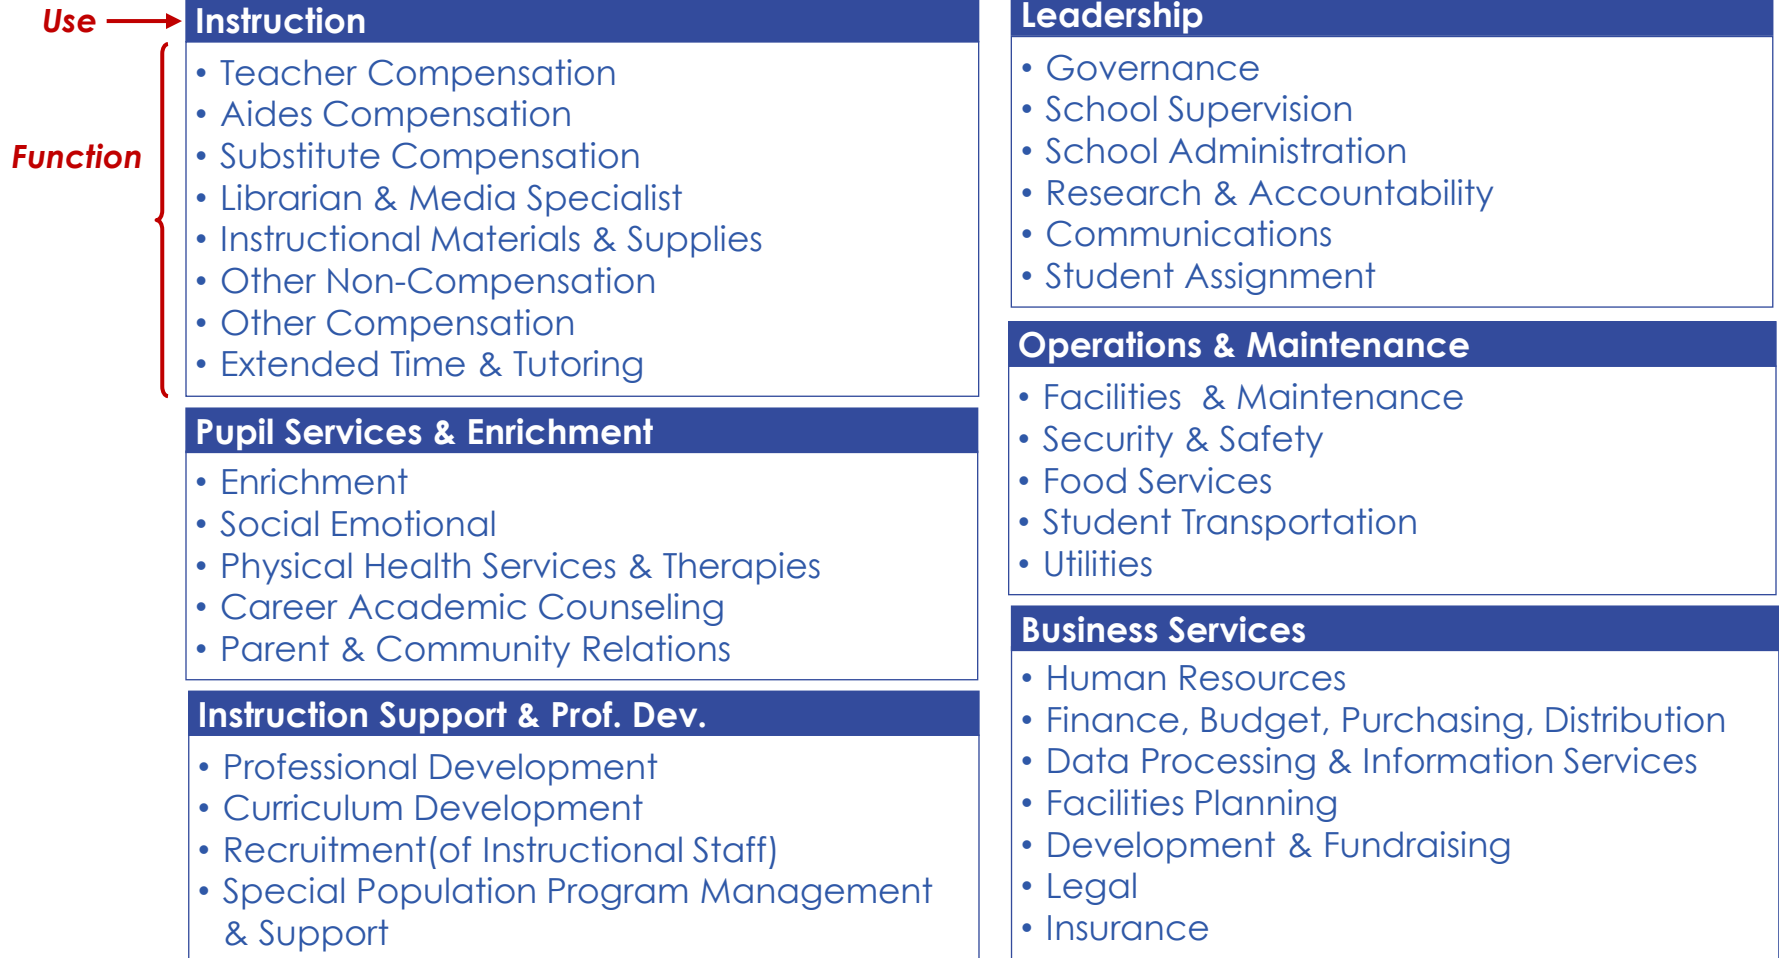 Use
Function
Instruction
• Teacher Compensation
• Aides Compensation
• Substitute Compensation
• Librarian & Media Specialist
• Instructional Materials & Supplies
• Other Non-Compensation
• Other Compensation
• Extended Time & Tutoring
Pupil Services & Enrichment
• Enrichment
• Social Emotional
• Physical Health Services & Therapies
• Career Academic Counseling
• Parent & Community Relations
Instruction Support & Prof. Dev.
• Professional Development
• Curriculum Development
• Recruitment(of Instructional Staff)
• Special Population Program Management
& Support
Leadership
• Governance
• School Supervision
• School Administration
• Research & Accountability
• Communications
• Student Assignment
Operations & Maintenance
• Facilities & Maintenance
• Security & Safety
• Food Services
• Student Transportation
• Utilities
Business Services
• Human Resources
• Finance, Budget, Purchasing, Distribution
• Data Processing & Information Services
• Facilities Planning
• Development & Fundraising
• Legal
• Insurance